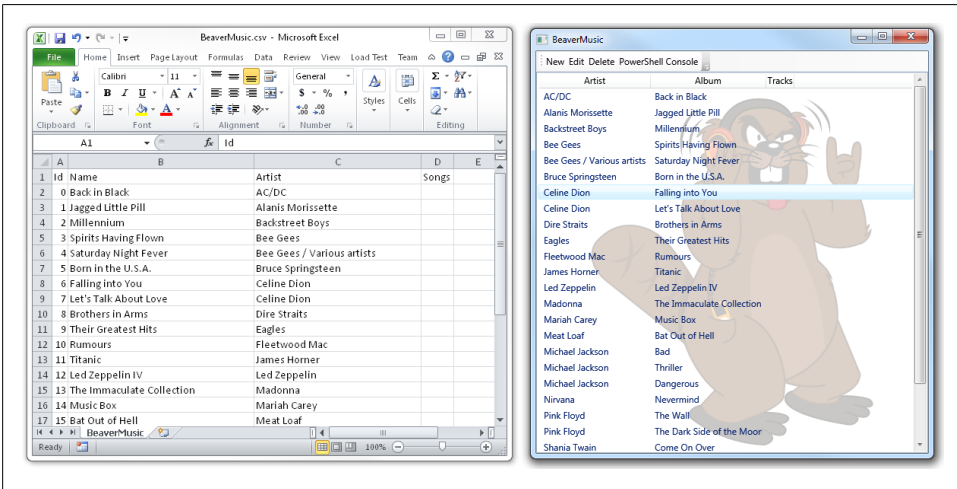 BeaverMusic.csv - Microsoft Excel
File Home Insert Page Layout Formulas Data Review View Load Test Team
Paste
Calibri 11
B I U A A
A
General
$ % ,
.00 .0
Styles
Cells
Σ
Clipboard Font Alignment Number Editing
A1 fx Id
A B C D E
1 Id Name Artist Songs
2 0 Back in Black AC/DC
3 1 Jagged Little Pill Alanis Morissette
4 2 Millennium Backstreet Boys
5 3 Spirits Having Flown Bee Gees
6 4 Saturday Night Fever Bee Gees / Various artists
7 5 Born in the U.S.A. Bruce Springsteen
8 6 Falling into You Celine Dion
9 7 Let's Talk About Love Celine Dion
10 8 Brothers in Arms Dire Straits
11 9 Their Greatest Hits Eagles
12 10 Rumours Fleetwood Mac
13 11 Titanic James Horner
14 12 Led Zeppelin IV Led Zeppelin
15 13 The Immaculate Collection Madonna
16 14 Music Box Mariah Carey
17 15 Bat Out of Hell Meat Loaf
BeaverMusic
Ready 100%
BeaverMusic
New Edit Delete PowerShell Console
Artist Album Tracks
AC/DC Back in Black
Alanis Morissette Jagged Little Pill
Backstreet Boys Millennium
Bee Gees Spirits Having Flown
Bee Gees / Various artists Saturday Night Fever
Bruce Springsteen Born in the U.S.A.
Celine Dion Falling into You
Celine Dion Let's Talk About Love
Dire Straits Brothers in Arms
Eagles Their Greatest Hits
Fleetwood Mac Rumours
James Horner Titanic
Led Zeppelin Led Zeppelin IV
Madonna The Immaculate Collection
Mariah Carey Music Box
Meat Loaf Bat Out of Hell
Michael Jackson Bad
Michael Jackson Thriller
Michael Jackson Dangerous
Nirvana Nevermind
Pink Floyd The Wall
Pink Floyd The Dark Side of the Moor
Shania Twain Come On Over